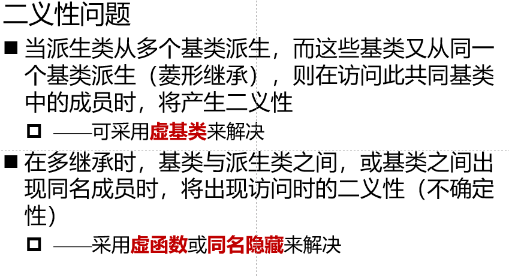 二义性问题
■ 当派生类从多个基类派生，而这些基类又从同一
个基类派生（菱形继承），则在访问此共同基类
中的成员时，将产生二义性
——可采用虚基类来解决
■ 在多继承时，基类与派生类之间，或基类之间出
现同名成员时，将出现访问时的二义性（不确定
性）
——采用虚函数或同名隐藏来解决